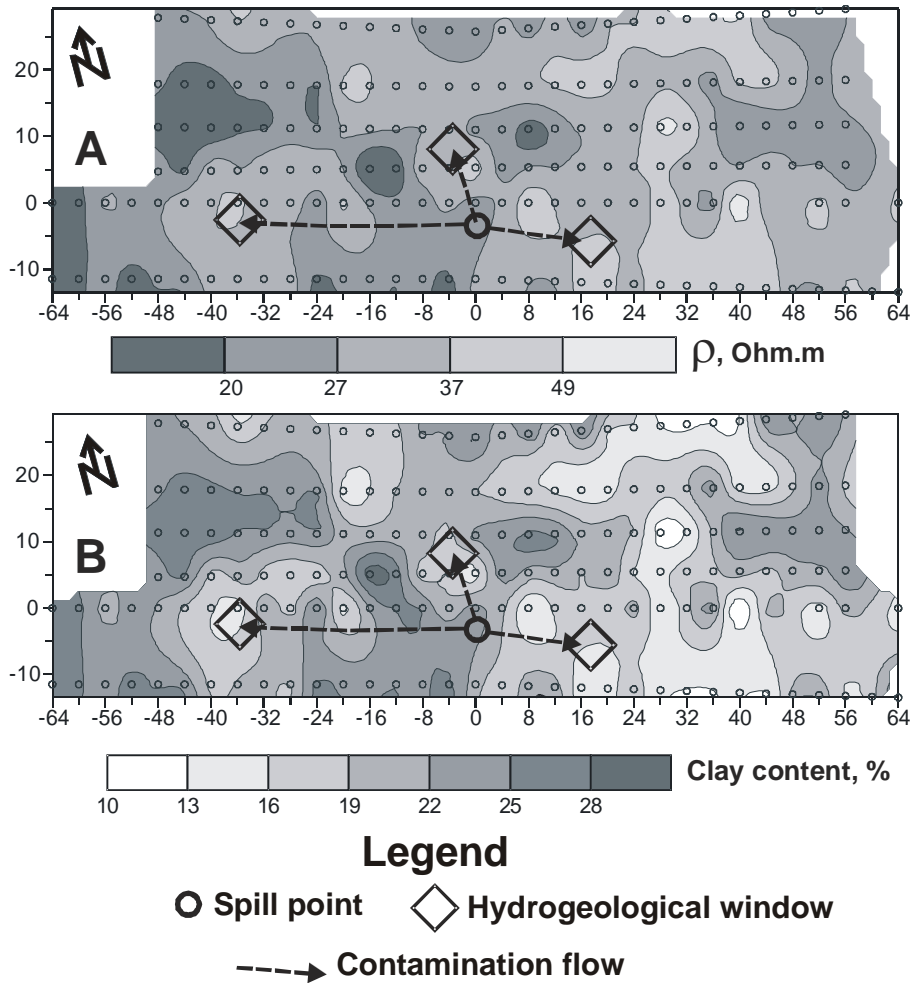 N
20
A
10
0
-10
-64 -56 -48 -40 -32 -24 -16 -8 0 8 16 24 32 40 48 56 64
ρ, Ohm.m
20 27 37 49
N
20
B
10
0
-10
-64 -56 -48 -40 -32 -24 -16 -8 0 8 16 24 32 40 48 56 64
Clay content, %
10 13 16 19 22 25 28
Legend
Spill point Hydrogeological window
Contamination flow